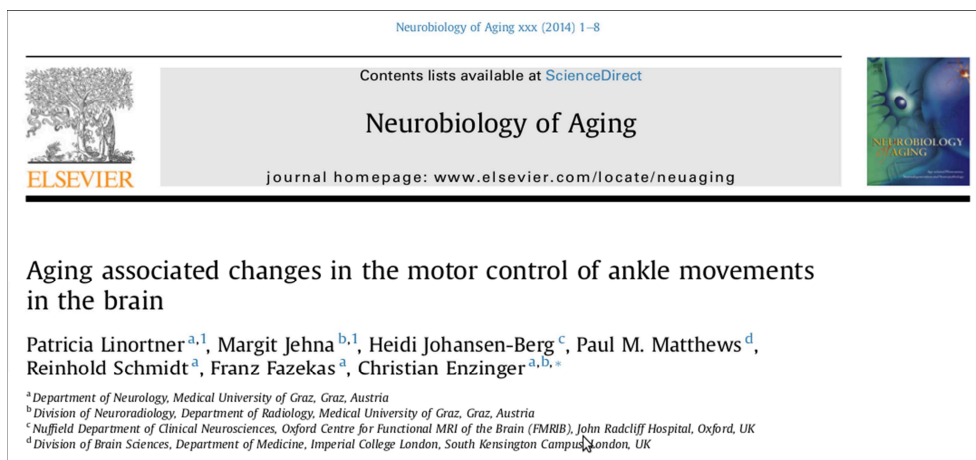 Neurobiology of Aging xxx (2014) 1–8
Contents lists available at ScienceDirect
Neurobiology of Aging
journal homepage: www.elsevier.com/locate/neuaging
ELSEVIER
NEUROBIOLOGY
OF AGING
Aging associated changes in the motor control of ankle movements
in the brain
Patricia Linortner a,1, Margit Jehna b,1, Heidi Johansen-Berg c, Paul M. Matthews d,
Reinhold Schmidt a, Franz Fazekas a, Christian Enzinger a,b,*
a Department of Neurology, Medical University of Graz, Graz, Austria
b Division of Neuroradiology, Department of Radiology, Medical University of Graz, Graz, Austria
c Nuffield Department of Clinical Neurosciences, Oxford Centre for Functional MRI of the Brain (FMRIB), John Radcliff Hospital, Oxford, UK
d Division of Brain Sciences, Department of Medicine, Imperial College London, South Kensington Campus, London, UK